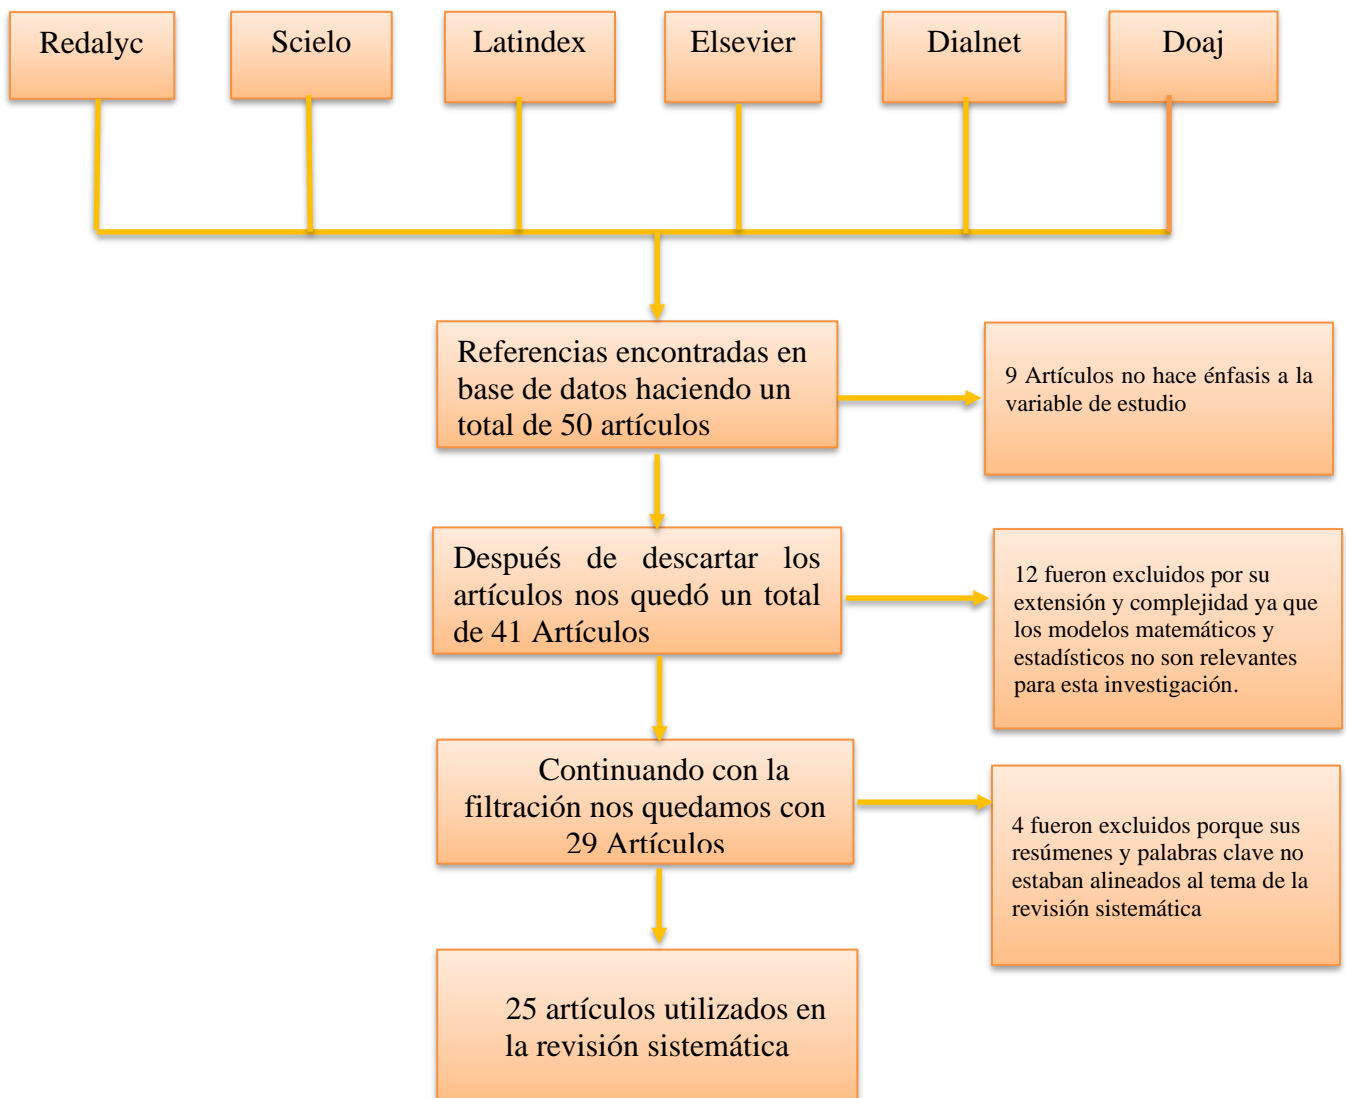 Redalyc
Scielo
Latindex
Elsevier
Dialnet
Doaj
Referencias encontradas en
base de datos haciendo un
total de 50 artículos
9 Artículos no hace énfasis a la
variable de estudio
Después de descartar los
artículos nos quedó un total
de 41 Artículos
12 fueron excluidos por su
extensión y complejidad ya que
los modelos matemáticos y
estadísticos no son relevantes
para esta investigación.
Continuando con la
filtración nos quedamos con
29 Artículos
4 fueron excluidos porque sus
resúmenes y palabras clave no
estaban alineados al tema de la
revisión sistemática
25 artículos utilizados en
la revisión sistemática